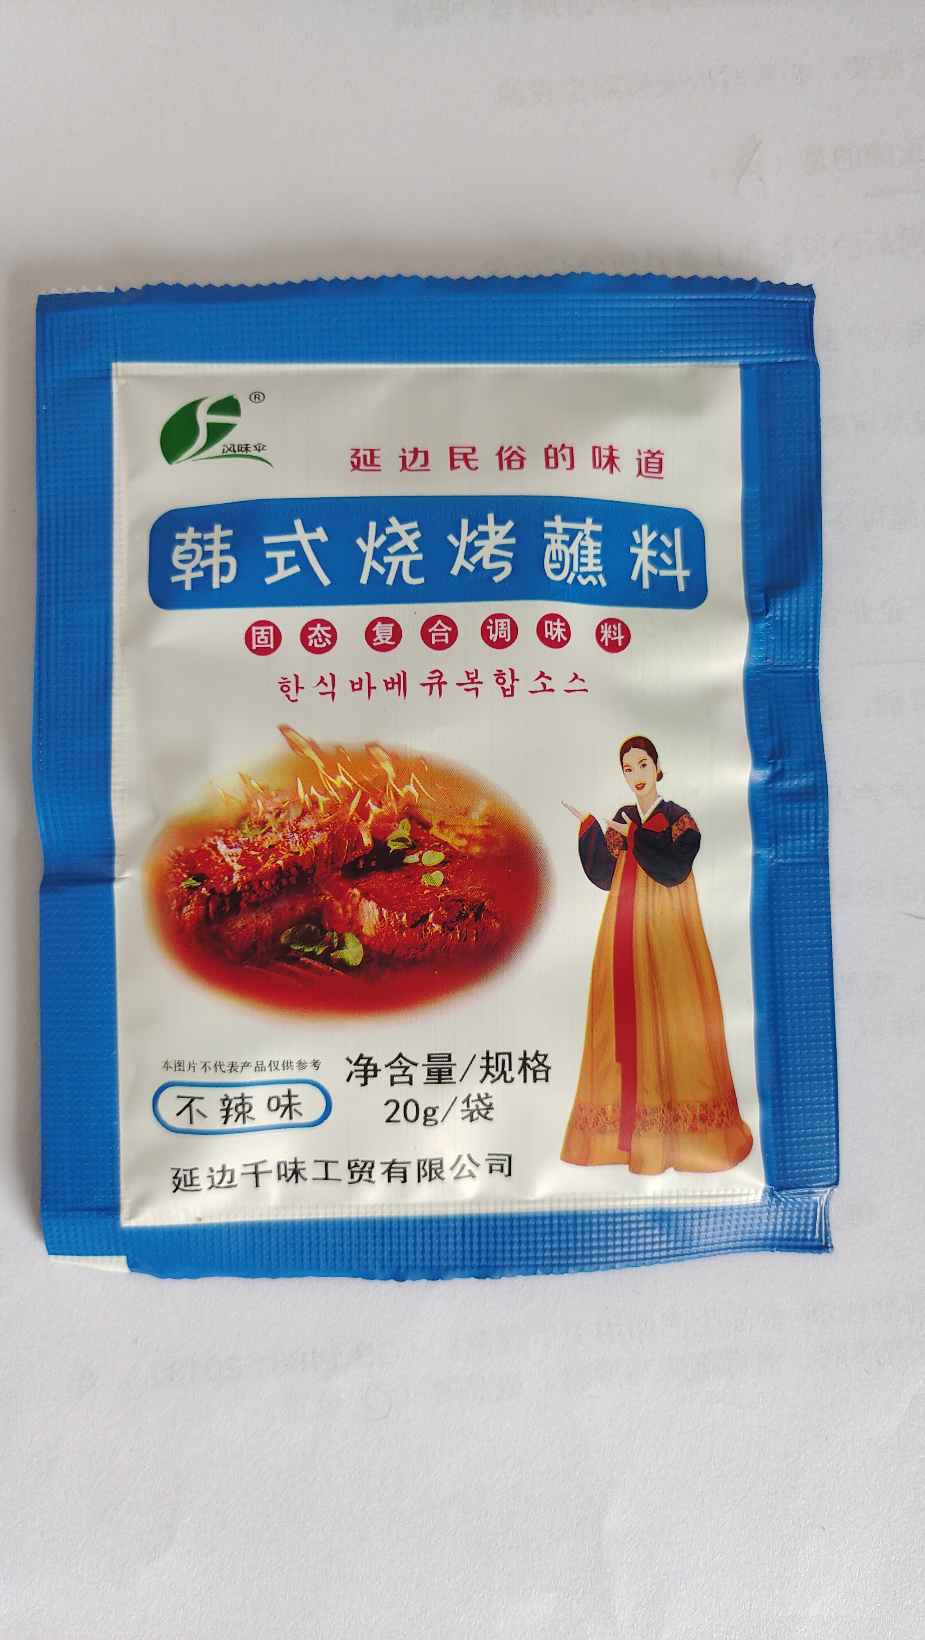 风味伞
®
延边民俗的味道
韩式烧烤蘸料
固态复合调味料
한식바베큐복합소스
本图片不代表产品仅供参考
净含量/规格
20g/袋
不辣味
延边千味工贸有限公司